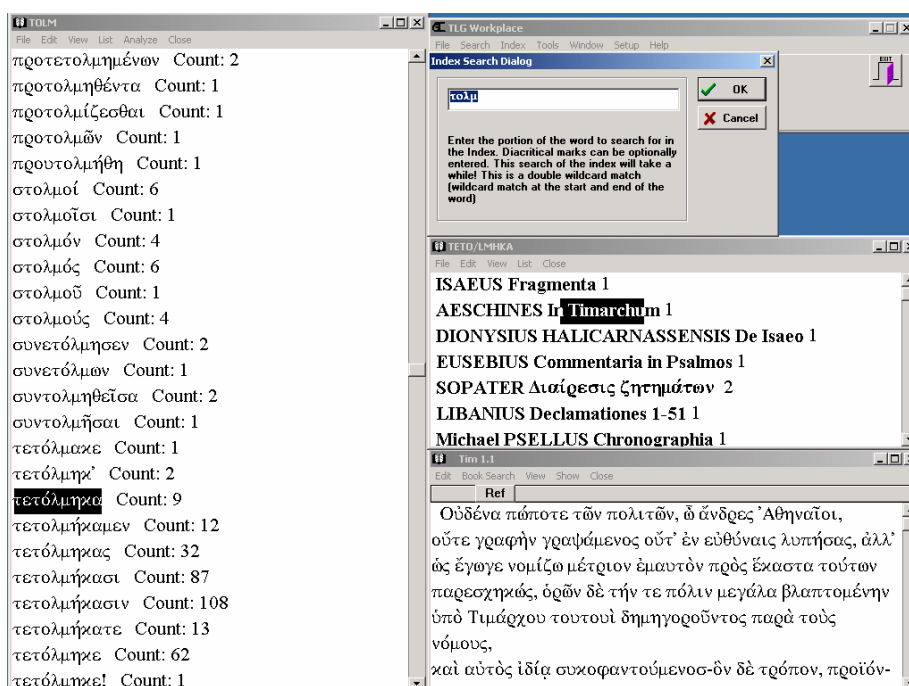 TOLM
File Edit View List Analyze Close
προτετολμημένων Count: 2
προτολμηθέντα Count: 1
προτολμίζεσθαι Count: 1
προτολμῶν Count: 1
προυτολμήθη Count: 1
στολμοί Count: 6
στολμοῖσι Count: 1
στολμόν Count: 4
στολμός Count: 6
στολμοῦ Count: 1
στολμούς Count: 4
συνετόλμησεν Count: 2
συνετόλμων Count: 1
συντολμηθεῖσα Count: 2
συντολμῆσαι Count: 1
τετόλμακε Count: 1
τετόλμηκ’ Count: 2
τετόλμηκα Count: 9
τετολμήκαμεν Count: 12
τετόλμηκας Count: 32
τετολμήκασι Count: 87
τετολμήκασιν Count: 108
τετολμήκατε Count: 13
τετόλμηκε Count: 62
τετόλμηκε! Count: 1
TLG Workplace
File Search Index Tools Window Setup Help
EXIT
Index Search Dialog
τολμ
OK
Cancel
Enter the portion of the word to search for in
the Index. Diacritical marks can be optionally
entered. This search of the index will take a
while! This is a double wildcard match
(wildcard match at the start and end of the
word)
TETO/LMHKA
File Edit View List Close
ISAEUS Fragmenta 1
AESCHINES In Timarchum 1
DIONYSIUS HALICARNASSENSIS De Isaeo 1
EUSEBIUS Commentaria in Psalmos 1
SOPATER Διαίρεσις ζητημάτων 2
LIBANIUS Declamationes 1-51 1
Michael PSELLUS Chronographia 1
Tim 1.1
Edit Book Search View Show Close
Ref
Οὐδένα πώποτε τῶν πολιτῶν, ὦ ἄνδρες Ἀθηναῖοι,
οὔτε γραφὴν γραψάμενος οὔτ’ ἐν εὐθύναις λυπήσας, ἀλλ’
ὡς ἔγωγε νομίζω μέτριον ἐμαυτὸν πρὸς ἕκαστα τούτων
παρεσχηκώς, ὁρῶν δὲ τήν τε πόλιν μεγάλα βλαπτομένην
ὑπὸ Τιμάρχου τουτουὶ δημηγοροῦντος παρὰ τοὺς
νόμους,
καὶ αὐτὸς ἰδίᾳ συκοφαντούμενοσ-ὃν δὲ τρόπον, προϊόν-